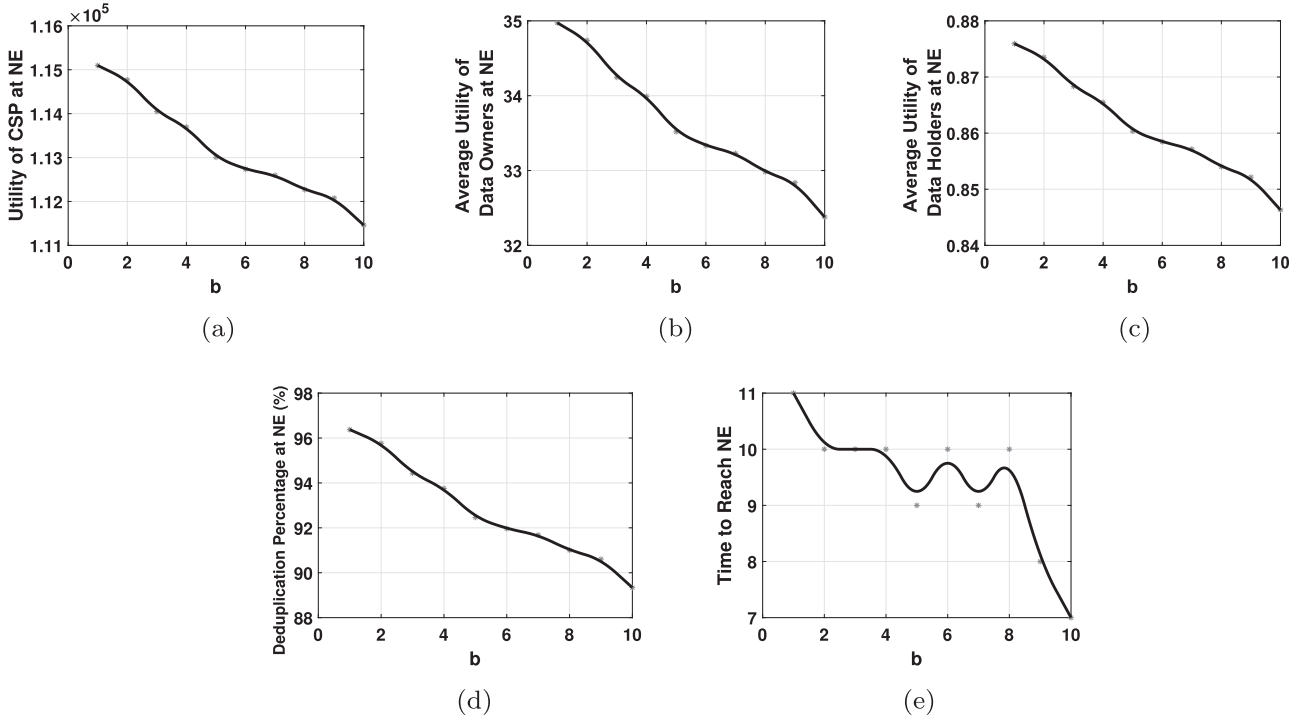 ×10⁵
1.16
1.15
1.14
1.13
1.12
1.11
0 2 4 6 8 10
Utility of CSP at NE
b
(a)
35
34
33
32
0 2 4 6 8 10
Average Utility of
Data Owners at NE
b
(b)
0.88
0.87
0.86
0.85
0.84
0 2 4 6 8 10
Average Utility of
Data Holders at NE
b
(c)
98
96
94
92
90
88
0 2 4 6 8 10
Deduplication Percentage at NE (%)
b
(d)
11
10
9
8
7
0 2 4 6 8 10
Time to Reach NE
b
(e)